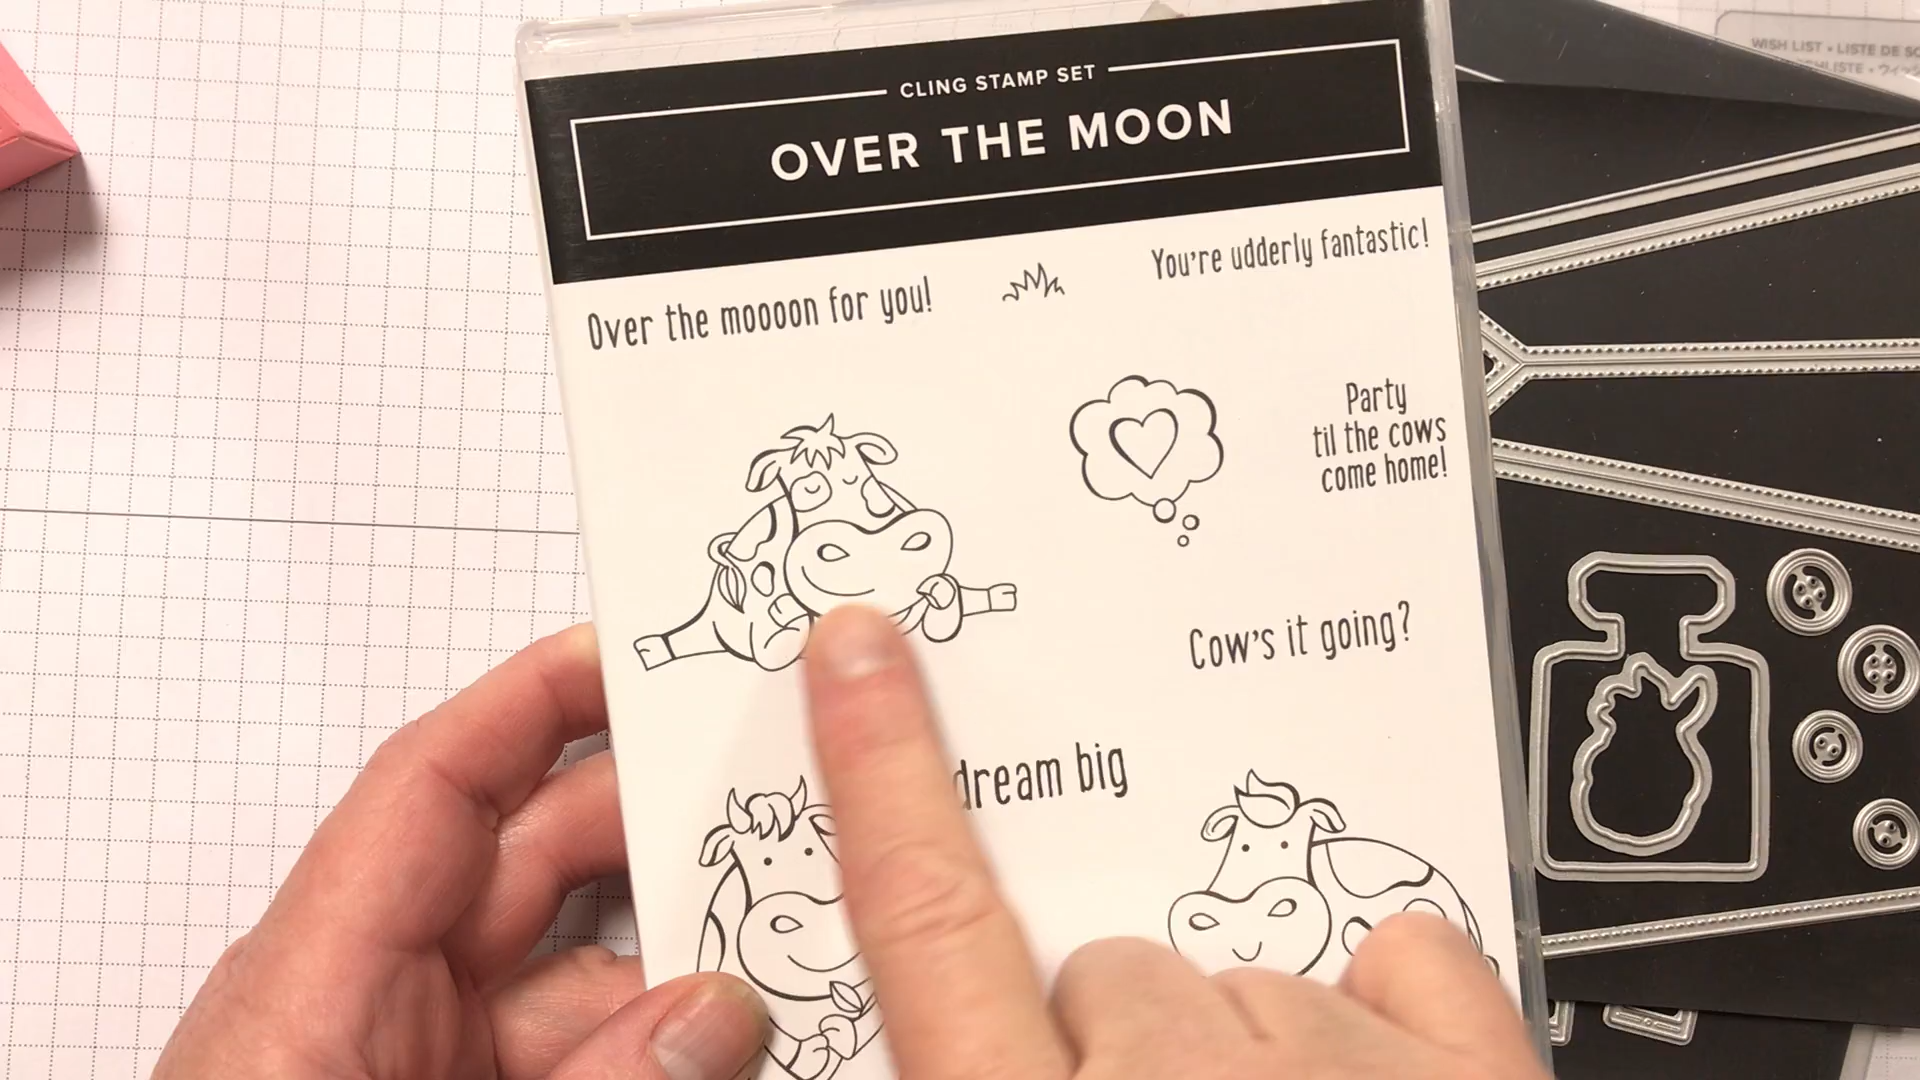 CLING STAMP SET
OVER THE MOON
Over the moooon for you!
You're udderly fantastic!
Party
til the cows
come home!
Cow's it going?
dream big
WISH LIST • LISTE DE